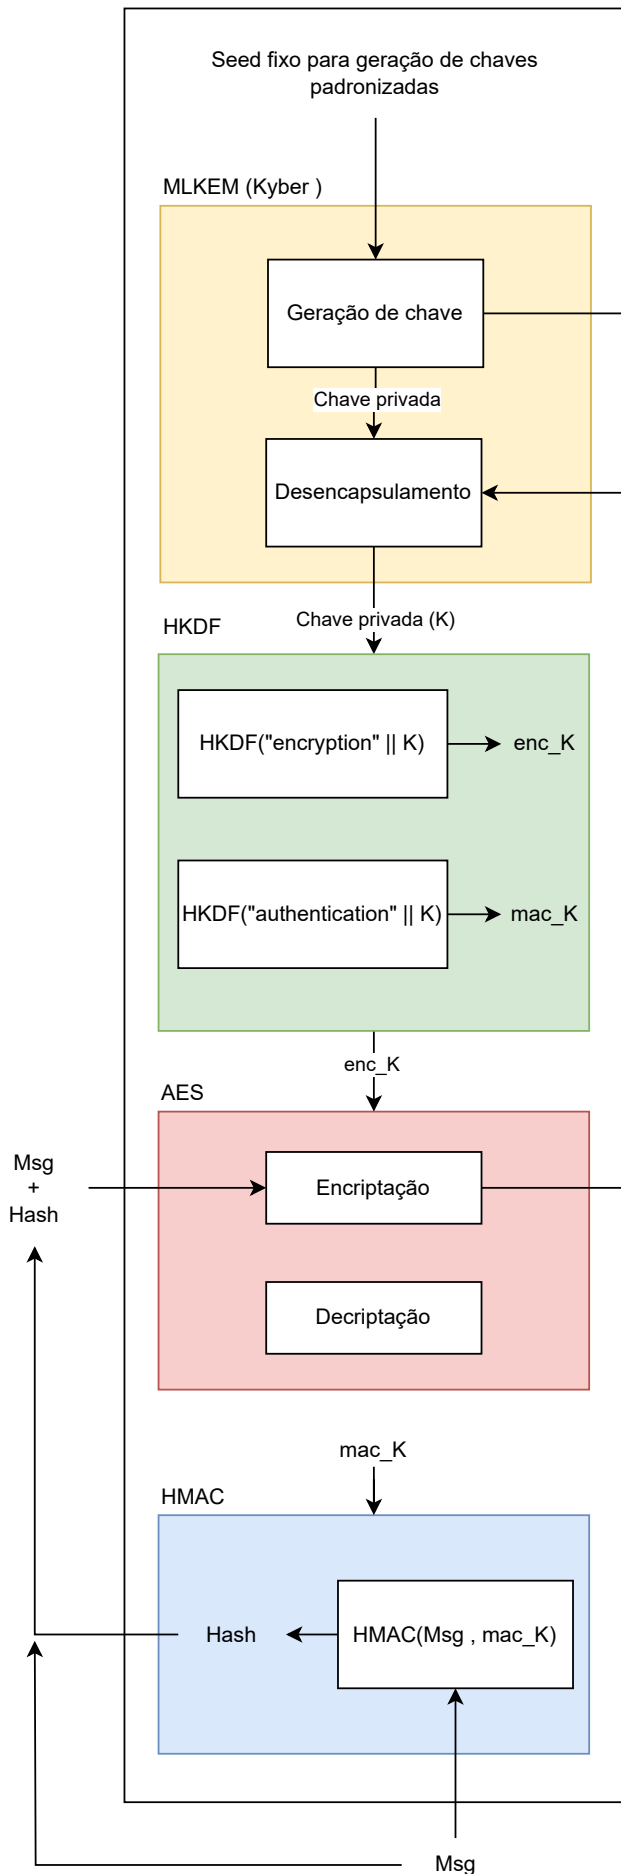 Seed fixo para geração de chaves
padronizadas
MLKEM (Kyber )
Geração de chave
Chave privada
Desencapsulamento
Chave privada (K)
HKDF
HKDF("encryption" || K)
enc_K
HKDF("authentication" || K)
mac_K
enc_K
AES
Msg
+
Hash
Encriptação
Decriptação
mac_K
HMAC
Hash
HMAC(Msg , mac_K)
Msg